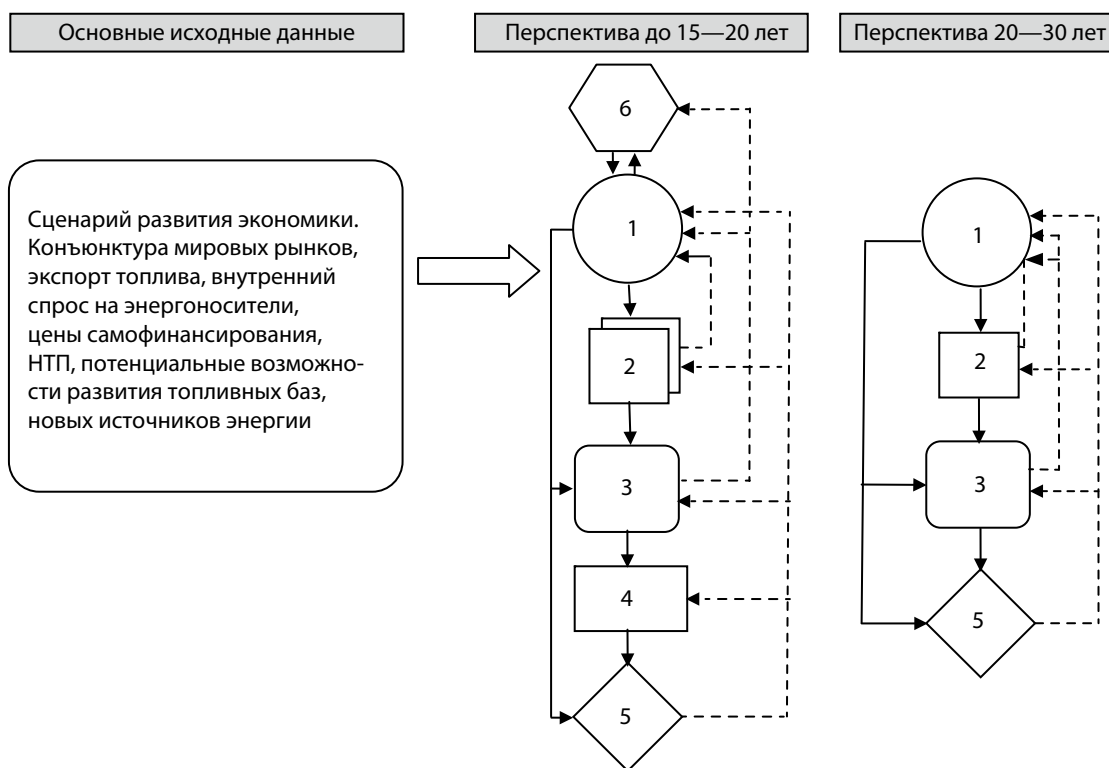 Основные исходные данные
Перспектива до 15—20 лет
Перспектива 20—30 лет
Сценарий развития экономики.
Конъюнктура мировых рынков,
экспорт топлива, внутренний
спрос на энергоносители,
цены самофинансирования,
НТП, потенциальные возможно-
сти развития топливных баз,
новых источников энергии
6
1
2
3
4
5
1
2
3
5